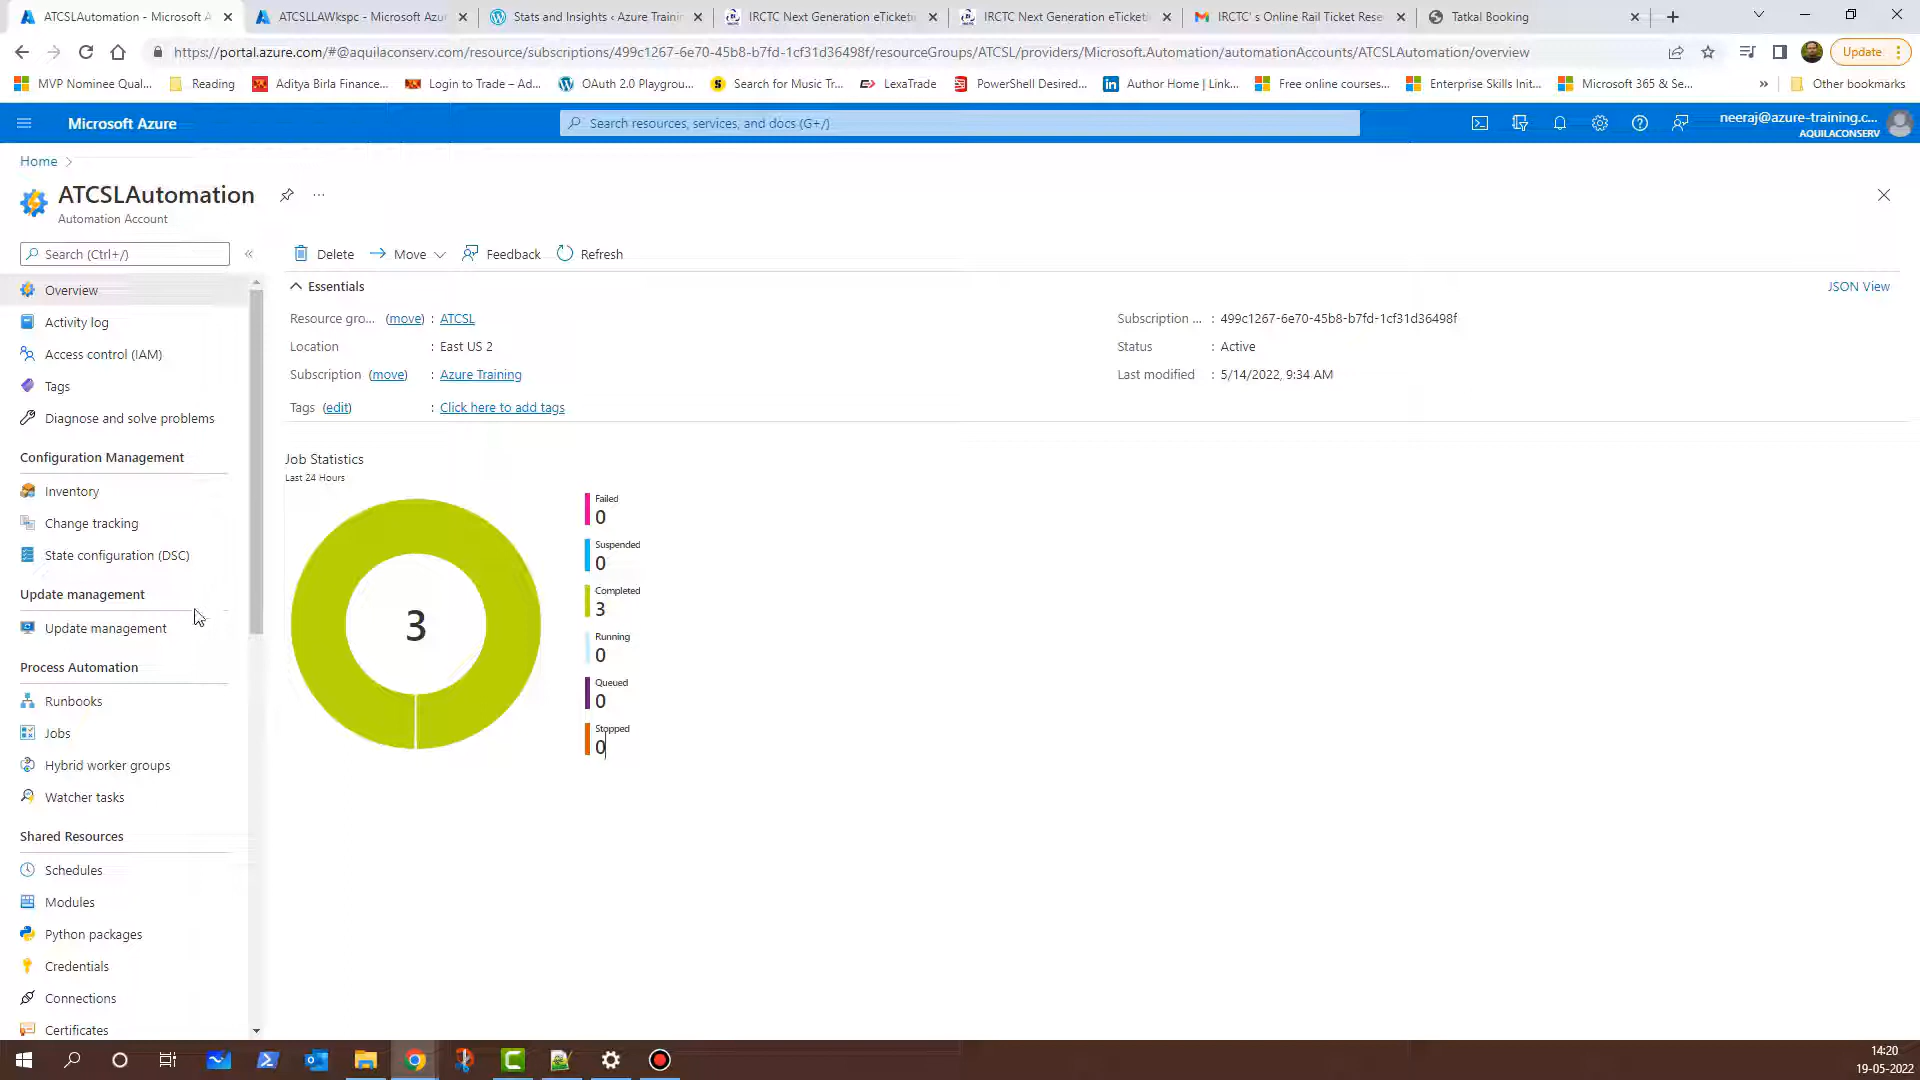 ATCSLAutomation - Microsoft A
ATCSLLAWkspc - Microsoft Azu
Stats and Insights ‹ Azure Trainin
IRCTC Next Generation eTicketi
IRCTC Next Generation eTicketi
IRCTC' s Online Rail Ticket Rese
Tatkal Booking
https://portal.azure.com/#@aquilaconserv.com/resource/subscriptions/499c1267-6e70-45b8-b7fd-1cf31d36498f/resourceGroups/ATCSL/providers/Microsoft.Automation/automationAccounts/ATCSLAutomation/overview
Update
MVP Nominee Qual...
Reading
Aditya Birla Finance...
Login to Trade – Ad...
OAuth 2.0 Playgrou...
Search for Music Tr...
LexaTrade
PowerShell Desired...
Author Home | Link...
Free online courses...
Enterprise Skills Init...
Microsoft 365 & Se...
»
Other bookmarks
Microsoft Azure
Search resources, services, and docs (G+/)
neeraj@azure-training.c...
AQUILACONSERV
Home
ATCSLAutomation
Automation Account
Search (Ctrl+/)
Delete
Move
Feedback
Refresh
Overview
Activity log
Access control (IAM)
Tags
Diagnose and solve problems
Configuration Management
Inventory
Change tracking
State configuration (DSC)
Update management
Update management
Process Automation
Runbooks
Jobs
Hybrid worker groups
Watcher tasks
Shared Resources
Schedules
Modules
Python packages
Credentials
Connections
Certificates
Essentials
JSON View
Resource gro... (move) : ATCSL
Location : East US 2
Subscription (move) : Azure Training
Tags (edit) : Click here to add tags
Subscription ... : 499c1267-6e70-45b8-b7fd-1cf31d36498f
Status : Active
Last modified : 5/14/2022, 9:34 AM
Job Statistics
Last 24 Hours
3
Failed
0
Suspended
0
Completed
3
Running
0
Queued
0
Stopped
0
14:20
19-05-2022